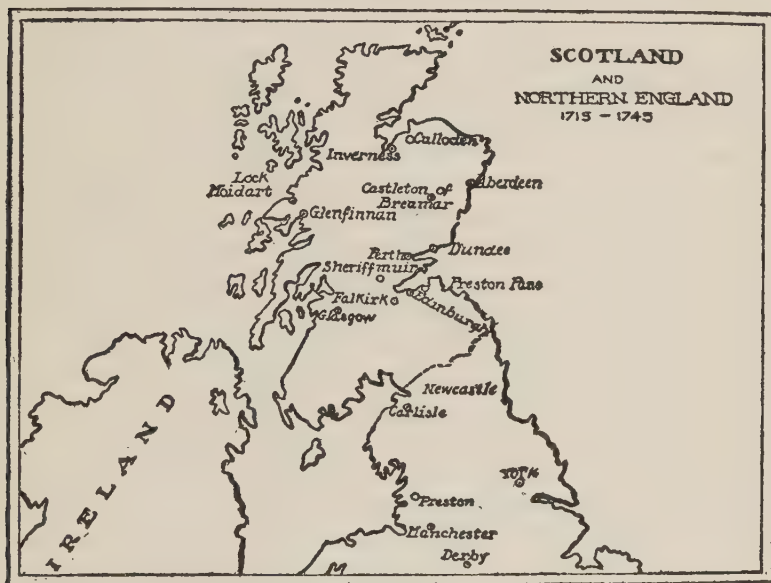 SCOTLAND
AND
NORTHERN ENGLAND
1715 - 1745
Culloden
Inverness
Lock
Moidart
Castleton of
Breamar
Aberdeen
Glenfinnan
Dundee
Perth
Sheriffmuir
Preston Pans
Falkirk
Edinburgh
Glasgow
Newcastle
Carlisle
IRELAND
York
Preston
Manchester
Derby